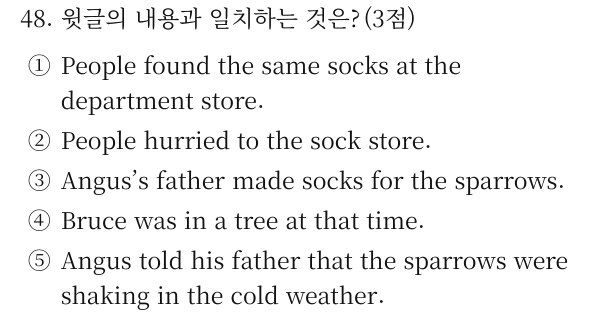 48. 윗글의 내용과 일치하는 것은? (3점)
① People found the same socks at the
department store.
② People hurried to the sock store.
③ Angus’s father made socks for the sparrows.
④ Bruce was in a tree at that time.
⑤ Angus told his father that the sparrows were
shaking in the cold weather.